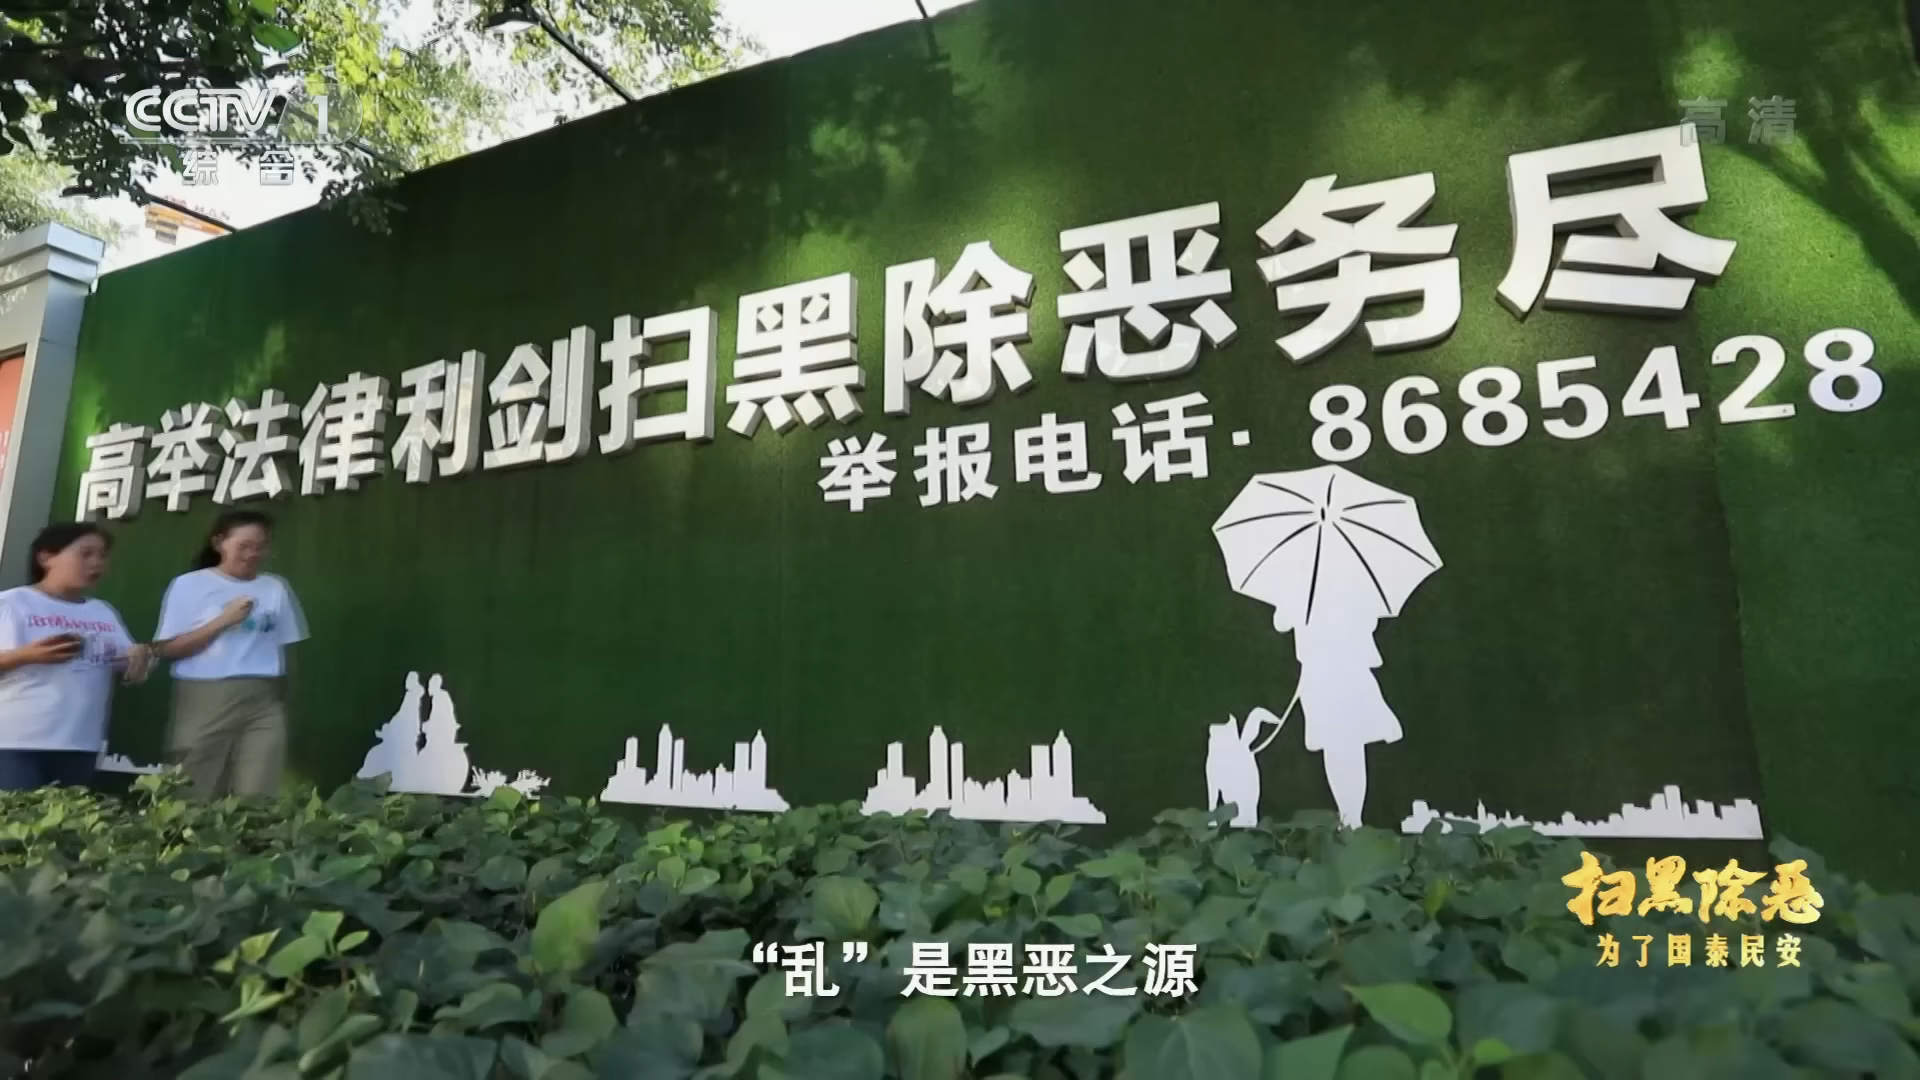 CCTV 1
综合
高清
高举法律利剑扫黑除恶务尽
举报电话: 8685428
扫黑除恶
为了国泰民安
“乱”是黑恶之源